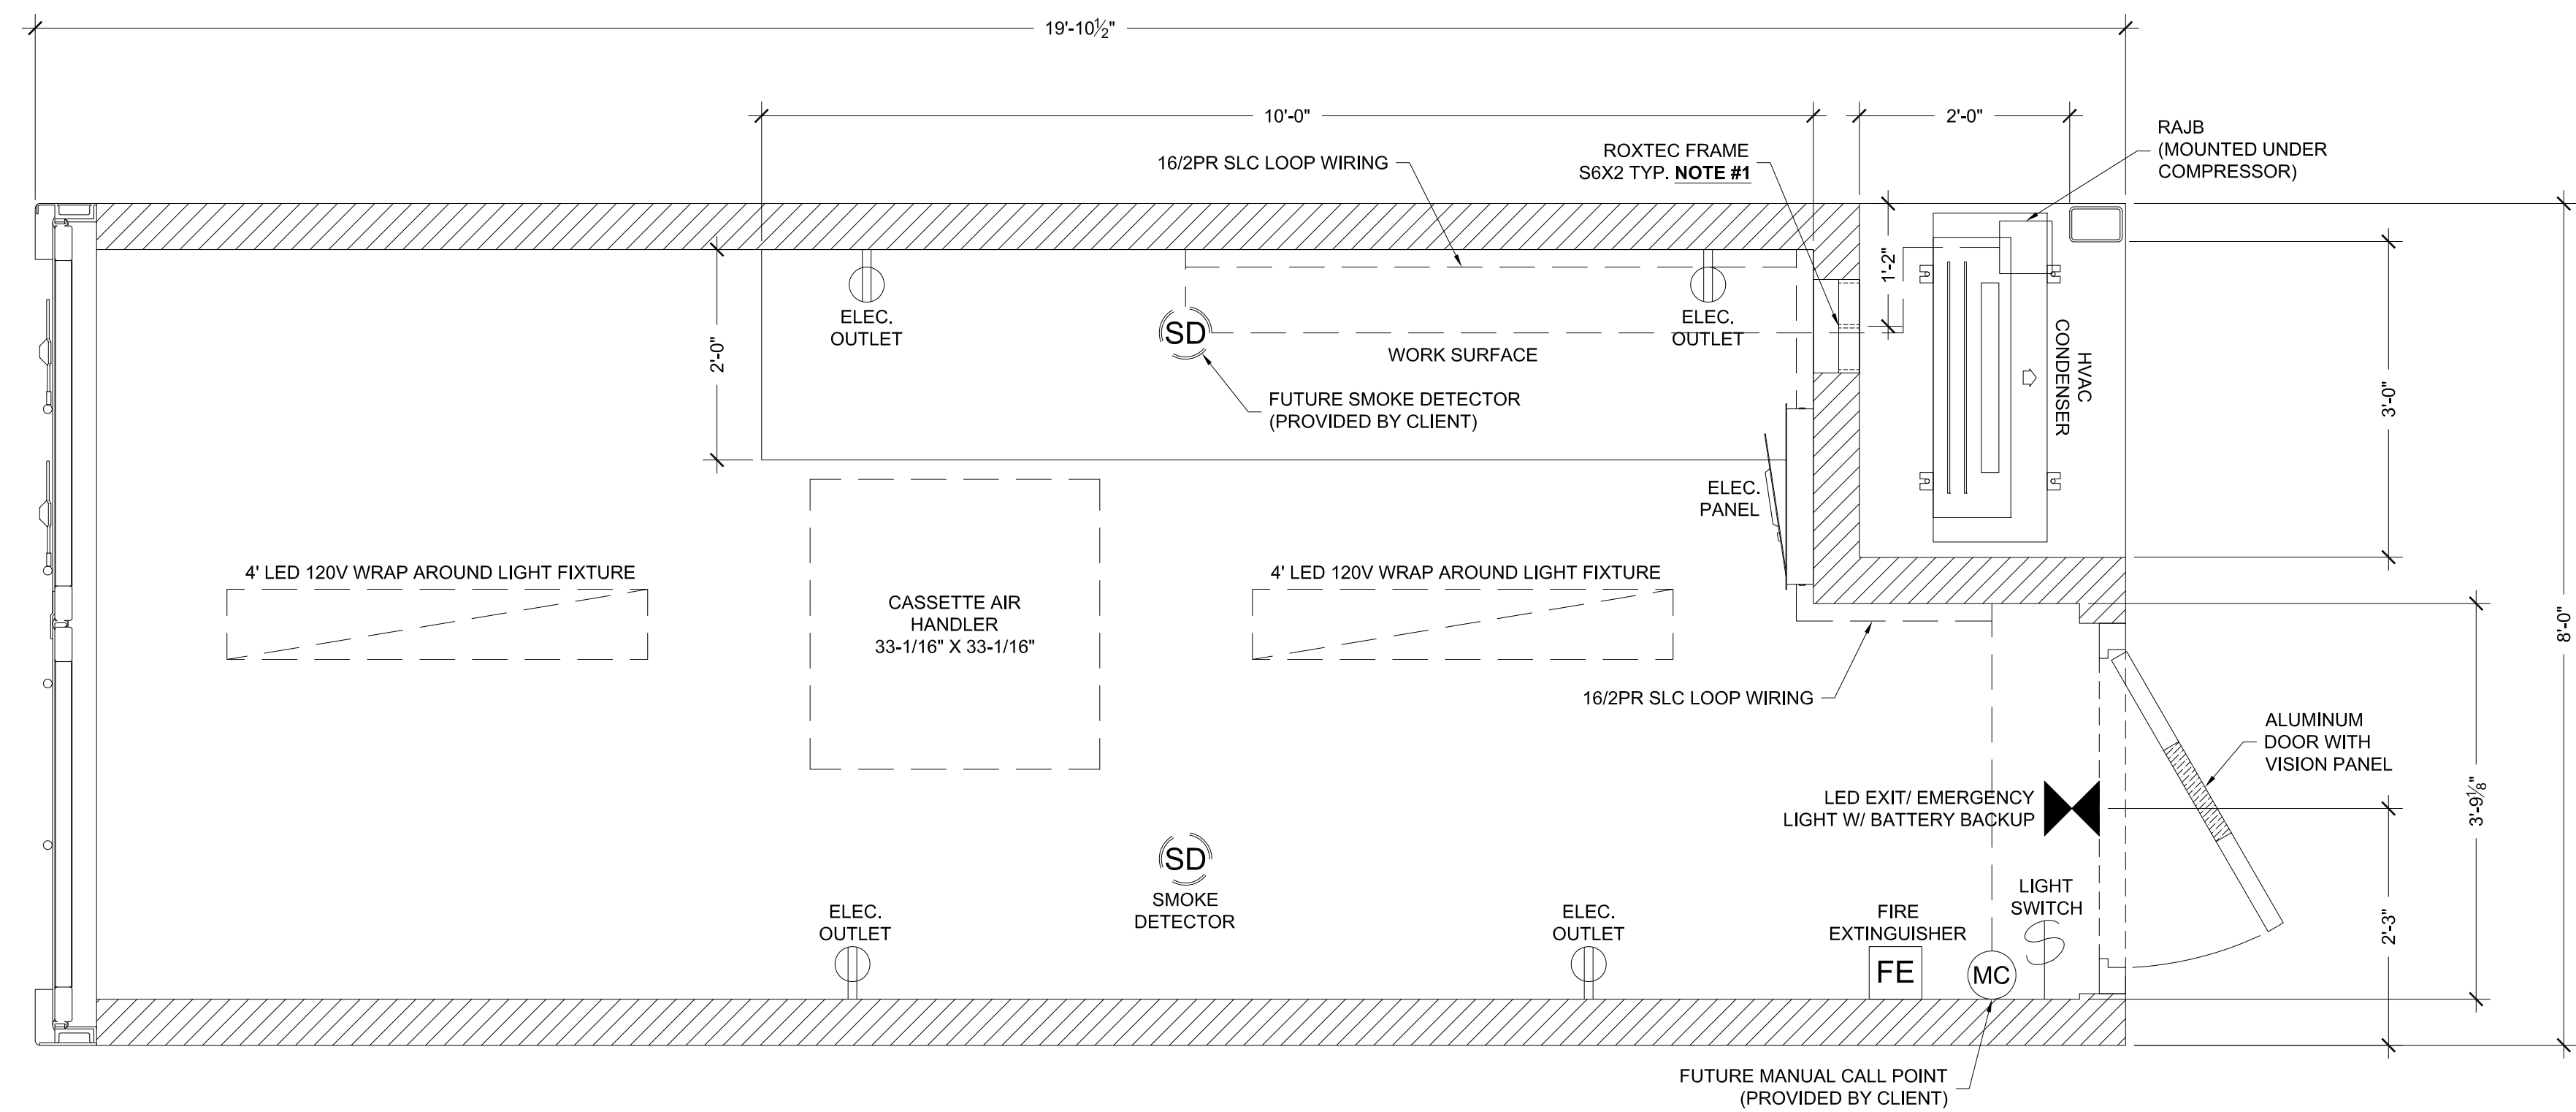 19'-10½"
10'-0"
2'-0"
RAJB
(MOUNTED UNDER
COMPRESSOR)
16/2PR SLC LOOP WIRING
ROXTEC FRAME
S6X2 TYP. NOTE #1
1'-2"
2'-0"
ELEC.
OUTLET
SD
WORK SURFACE
ELEC.
OUTLET
FUTURE SMOKE DETECTOR
(PROVIDED BY CLIENT)
HVAC
CONDENSER
3'-0"
ELEC.
PANEL
4' LED 120V WRAP AROUND LIGHT FIXTURE
CASSETTE AIR
HANDLER
33-1/16" X 33-1/16"
4' LED 120V WRAP AROUND LIGHT FIXTURE
8'-0"
16/2PR SLC LOOP WIRING
ALUMINUM
DOOR WITH
VISION PANEL
LED EXIT/ EMERGENCY
LIGHT W/ BATTERY BACKUP
3'-9⅛"
2'-3"
SD
SMOKE
DETECTOR
ELEC.
OUTLET
ELEC.
OUTLET
FIRE
EXTINGUISHER
FE
MC
LIGHT
SWITCH
S
FUTURE MANUAL CALL POINT
(PROVIDED BY CLIENT)